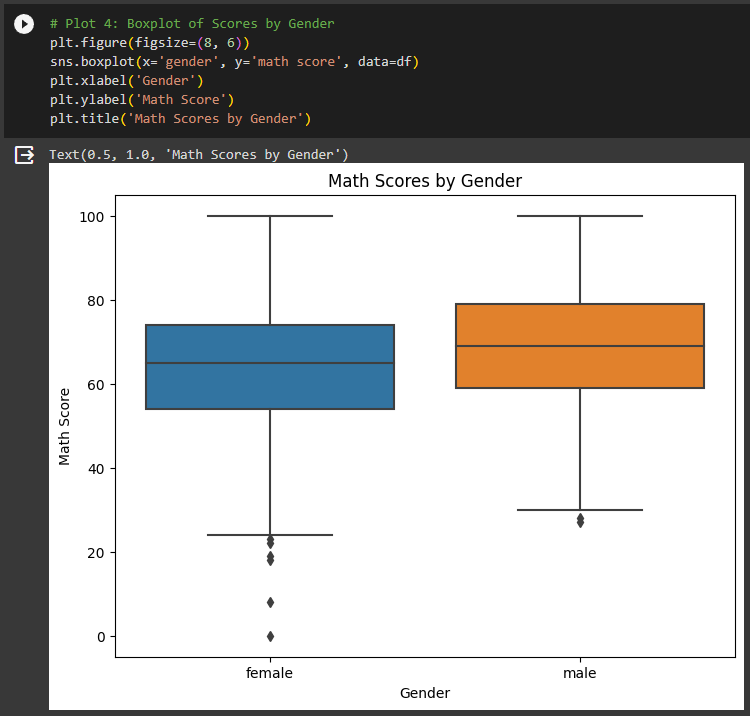 # Plot 4: Boxplot of Scores by Gender
plt.figure(figsize=(8, 6))
sns.boxplot(x='gender', y='math score', data=df)
plt.xlabel('Gender')
plt.ylabel('Math Score')
plt.title('Math Scores by Gender')
Text(0.5, 1.0, 'Math Scores by Gender')
Math Scores by Gender
100
80
60
40
20
0
Math Score
female male
Gender